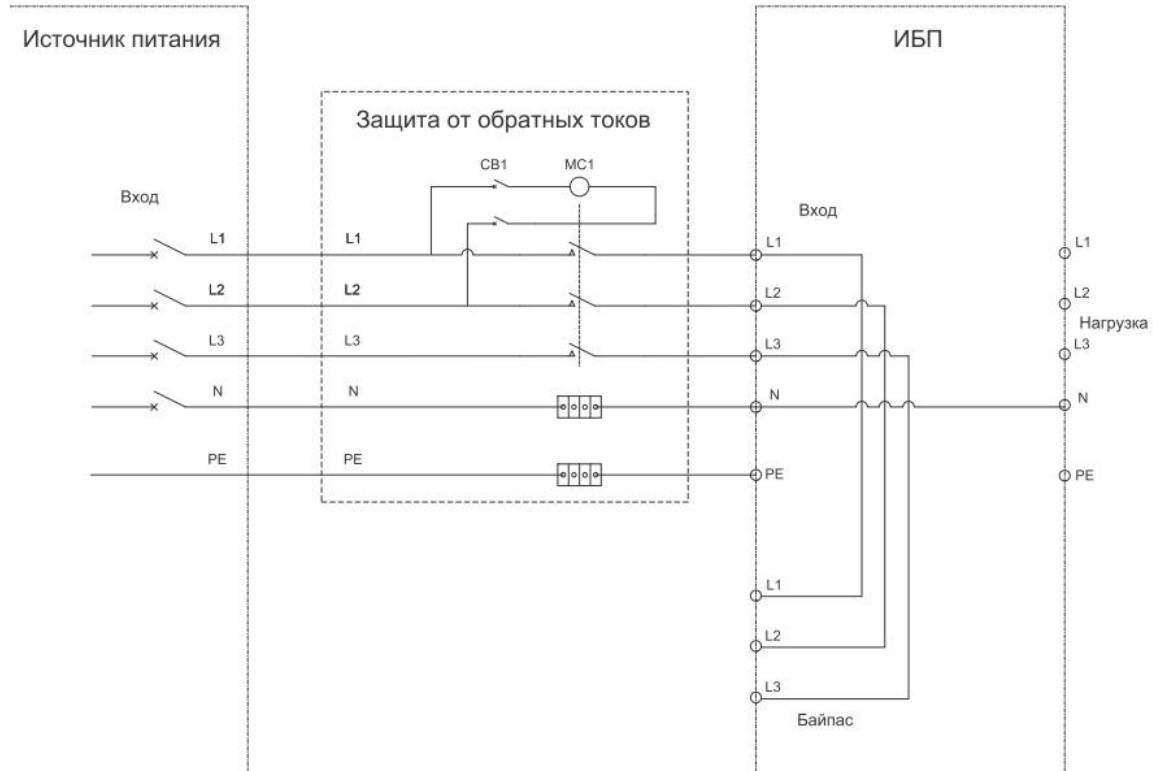 Источник питания
ИБП
Защита от обратных токов
CB1 MC1
Вход
Вход
L1 L1 L1 L1
L2 L2 L2 L2
Нагрузка
L3 L3 L3 L3
N N N N
PE PE PE PE
L1
L2
L3
Байпас